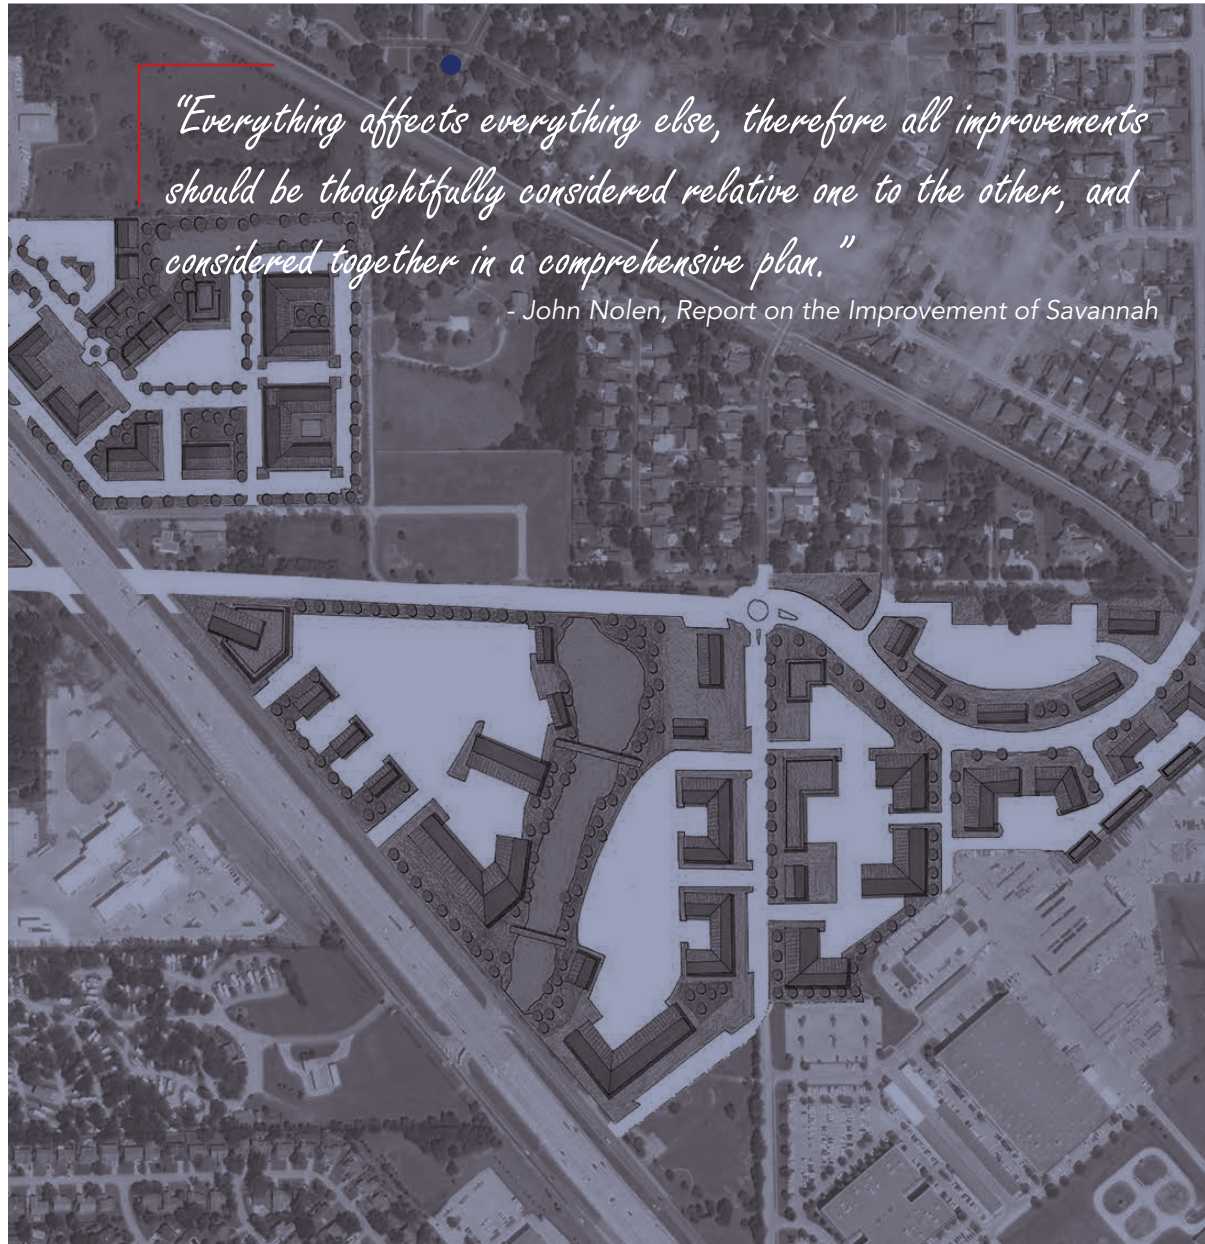 “Everything affects everything else, therefore all improvements
should be thoughtfully considered relative one to the other, and
considered together in a comprehensive plan.”
- John Nolen, Report on the Improvement of Savannah